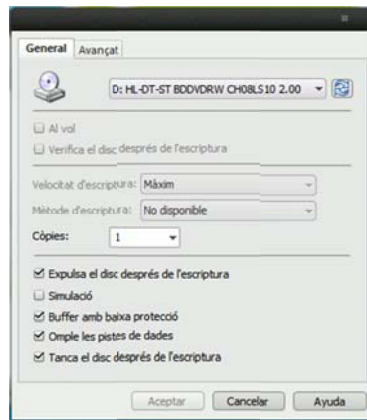 General Avançat
D: HL-DT-ST BDDVDRW CH08LS10 2.00
Al vol
Verifica el disc després de l'escriptura
Velocitat d'escriptura: Màxim
Mètode d'escriptura: No disponible
Còpies: 1
Expulsa el disc després de l'escriptura
Simulació
Buffer amb baixa protecció
Omple les pistes de dades
Tanca el disc després de l'escriptura
Aceptar Cancelar Ayuda